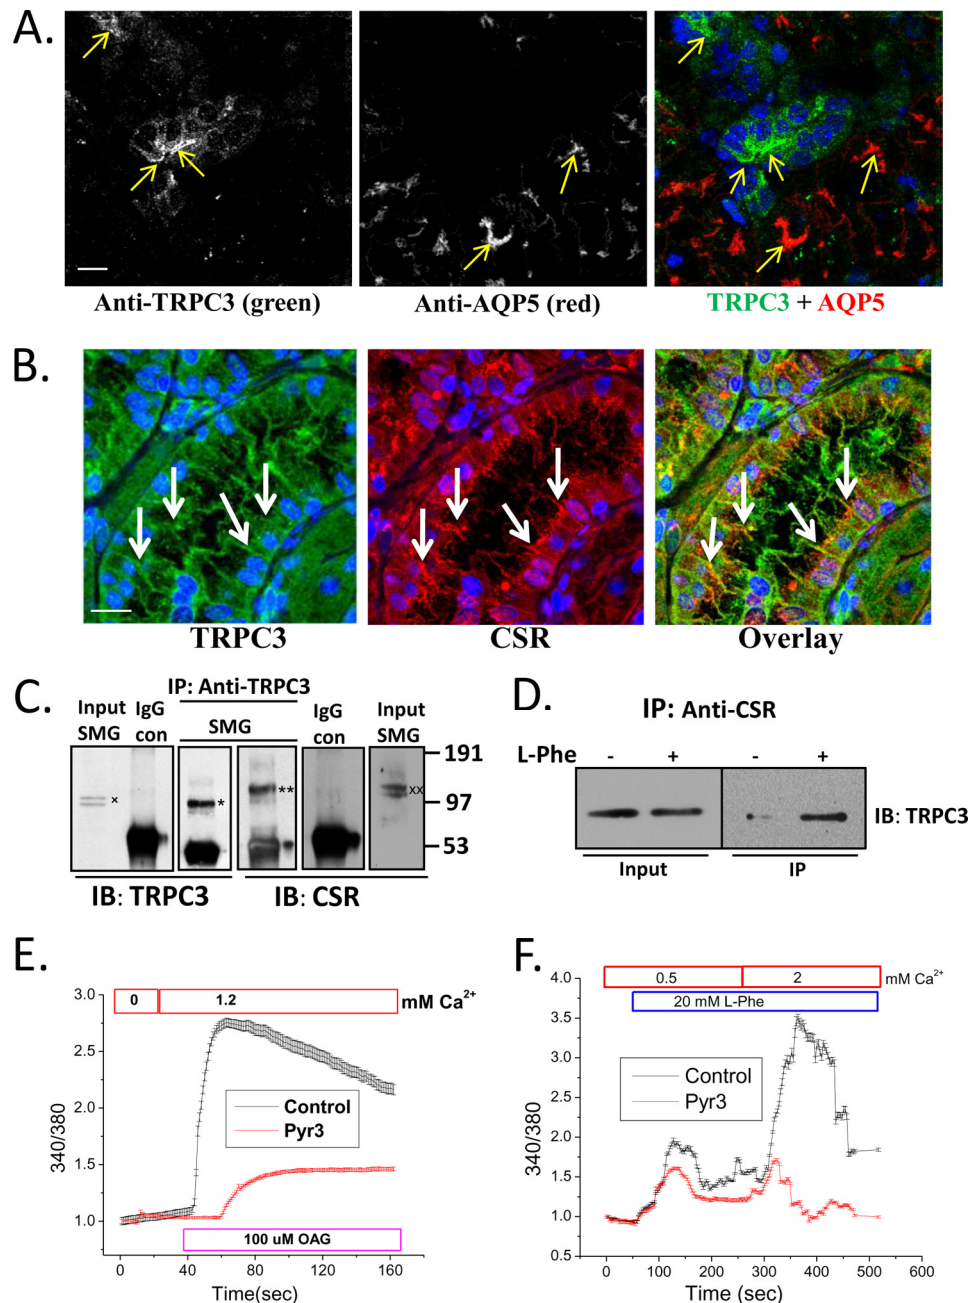 A.
Anti-TRPC3 (green)
Anti-AQP5 (red)
TRPC3 + AQP5
B.
TRPC3
CSR
Overlay
C.
IP: Anti-TRPC3
Input
SMG
IgG
con
SMG
IgG
con
Input
SMG
191
97
53
x
*
**
xx
IB: TRPC3
IB: CSR
D.
IP: Anti-CSR
L-Phe
- + - +
IB: TRPC3
Input
IP
E.
0
1.2
mM Ca²⁺
3.0
2.5
2.0
1.5
1.0
340/380
Control
Pyr3
100 uM OAG
0 40 80 120 160
Time(sec)
F.
4.0
0.5
2
mM Ca²⁺
20 mM L-Phe
3.5
3.0
2.5
2.0
1.5
1.0
0.5
340/380
Control
Pyr3
0 100 200 300 400 500 600
Time (sec)